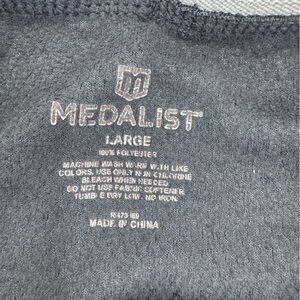 M
MEDALIST
LARGE
100% POLYESTER
MACHINE WASH WARM WITH LIKE
COLORS. USE ONLY NON CHLORINE
BLEACH WHEN NEEDED
DO NOT USE FABRIC SOFTENER.
TUMBLE DRY LOW. NO IRON.
MADE IN CHINA